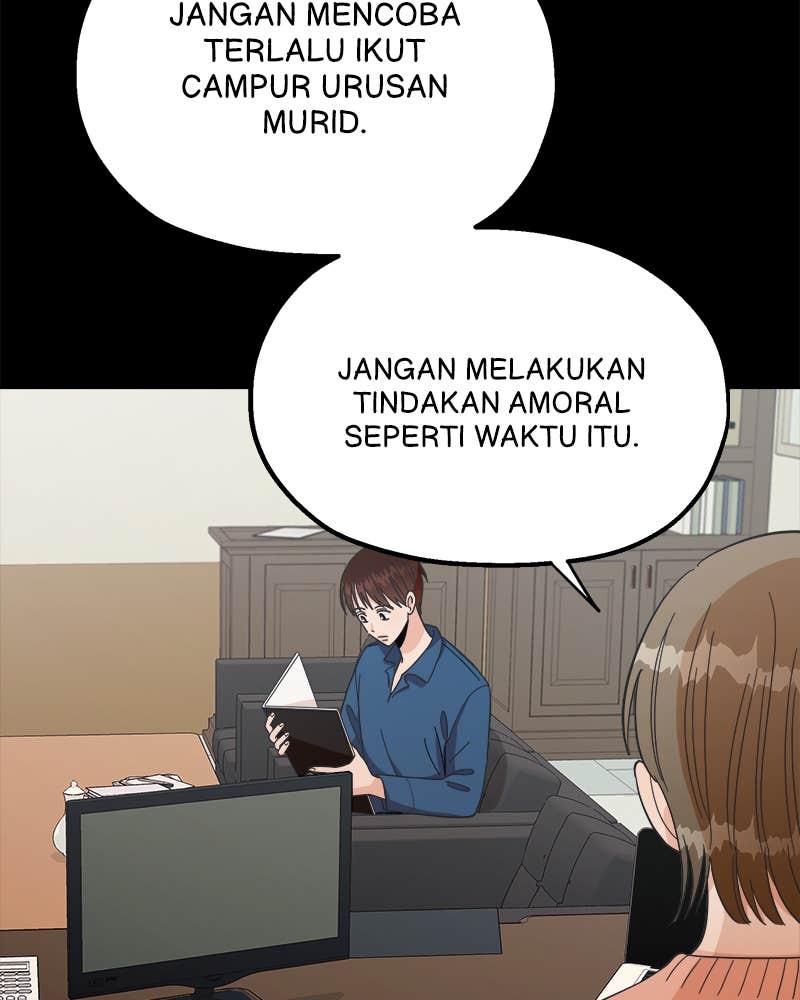 JANGAN MENCOBA
TERLALU IKUT
CAMPUR URUSAN
MURID.
JANGAN MELAKUKAN
TINDAKAN AMORAL
SEPERTI WAKTU ITU.